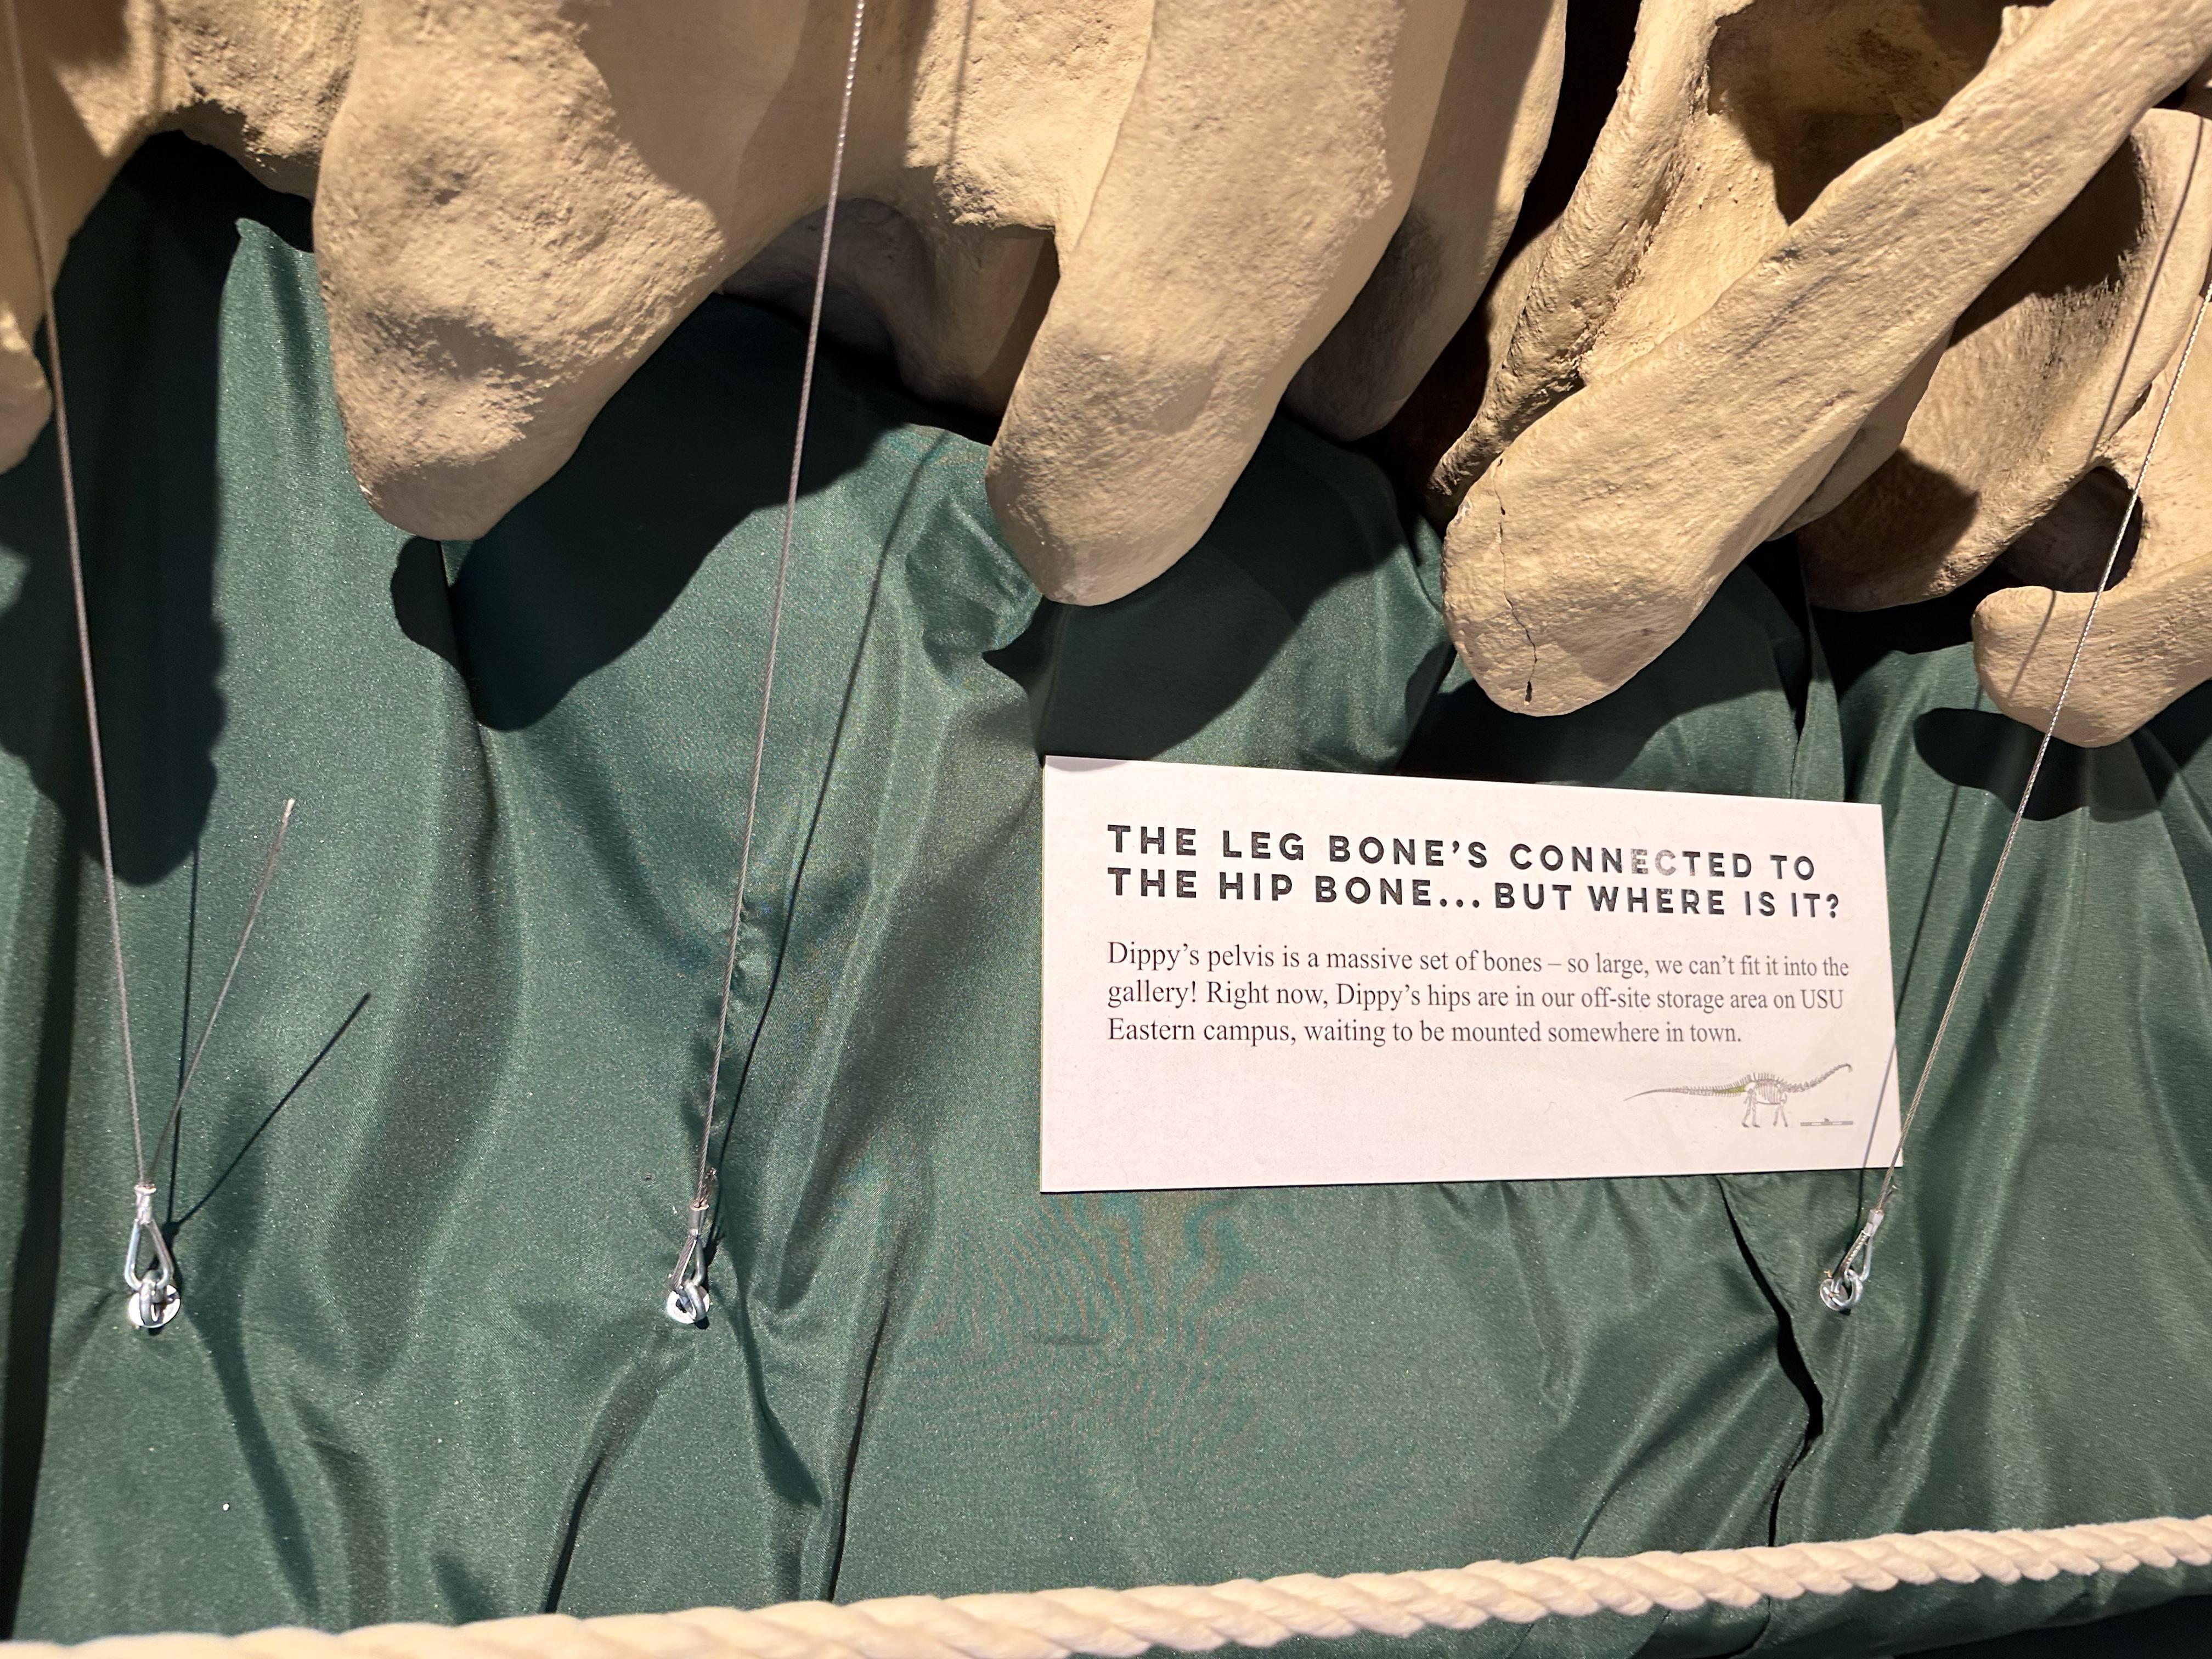 THE LEG BONE'S CONNECTED TO
THE HIP BONE... BUT WHERE IS IT?
Dippy's pelvis is a massive set of bones – so large, we can't fit it into the
gallery! Right now, Dippy's hips are in our off-site storage area on USU
Eastern campus, waiting to be mounted somewhere in town.